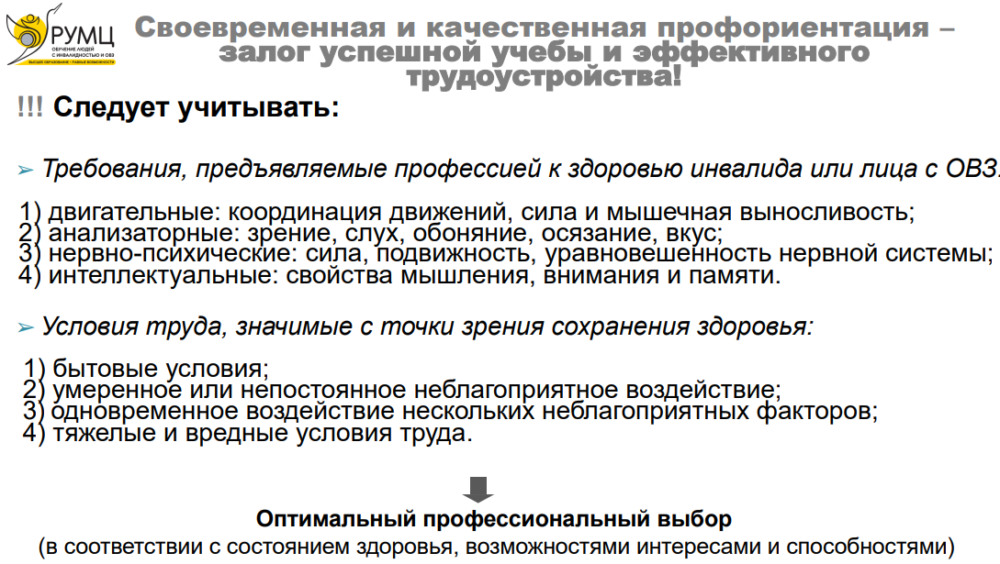 РУМЦ
ОБУЧЕНИЕ ЛЮДЕЙ
С ИНВАЛИДНОСТЬЮ И ОВЗ
ВЫСШЕЕ ОБРАЗОВАНИЕ - РАВНЫЕ ВОЗМОЖНОСТИ
Своевременная и качественная профориентация –
залог успешной учебы и эффективного
трудоустройства!
!!! Следует учитывать:
➢ Требования, предъявляемые профессией к здоровью инвалида или лица с ОВЗ:
1) двигательные: координация движений, сила и мышечная выносливость;
2) анализаторные: зрение, слух, обоняние, осязание, вкус;
3) нервно-психические: сила, подвижность, уравновешенность нервной системы;
4) интеллектуальные: свойства мышления, внимания и памяти.
➢ Условия труда, значимые с точки зрения сохранения здоровья:
1) бытовые условия;
2) умеренное или непостоянное неблагоприятное воздействие;
3) одновременное воздействие нескольких неблагоприятных факторов;
4) тяжелые и вредные условия труда.
Оптимальный профессиональный выбор
(в соответствии с состоянием здоровья, возможностями интересами и способностями)